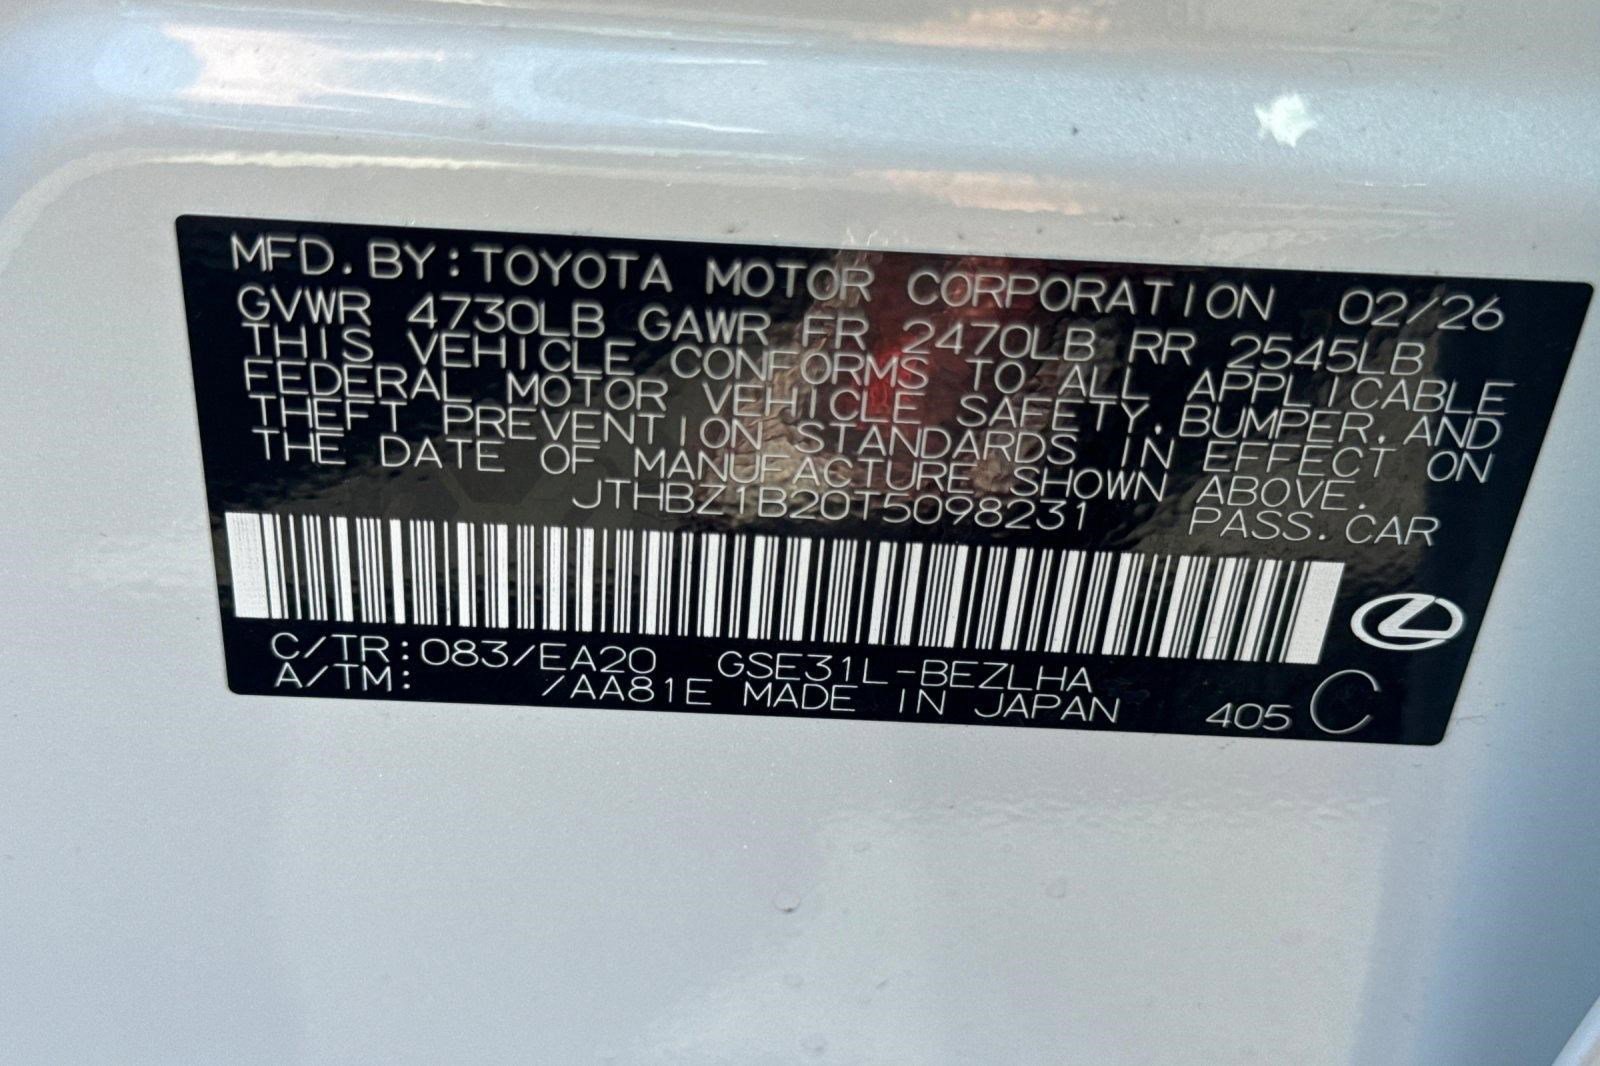 MFD.BY:TOYOTA MOTOR CORPORATION 02/26
GVWR 4730LB GAWR FR 2470LB RR 2545LB
THIS VEHICLE CONFORMS TO ALL APPLICABLE
FEDERAL MOTOR VEHICLE SAFETY,BUMPER,AND
THEFT PREVENTION STANDARDS IN EFFECT ON
THE DATE OF MANUFACTURE SHOWN ABOVE.
JTHBZ1B20T5098231 PASS.CAR
C/TR:083/EA20 GSE31L-BEZLHA
A/TM: /AA81E MADE IN JAPAN 405 C